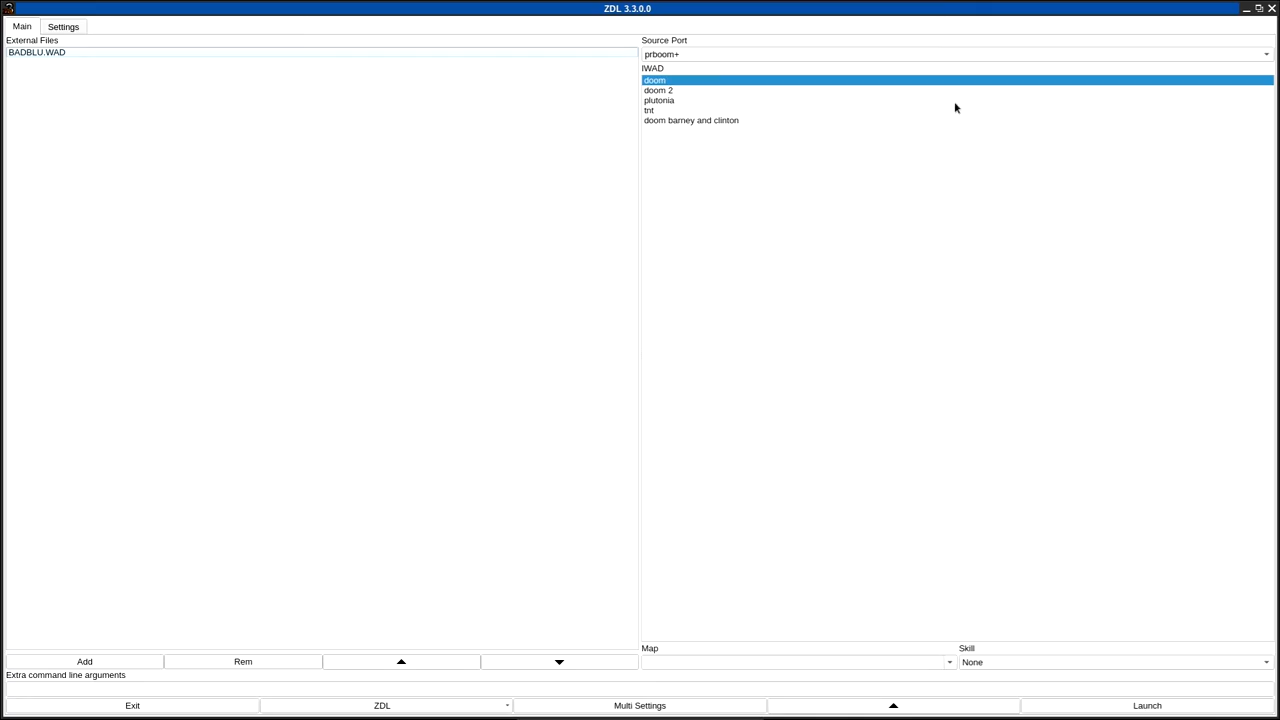 ZDL 3.3.0.0
Main
Settings
External Files
BADBLU.WAD
Source Port
prboom+
IWAD
doom
doom 2
plutonia
tnt
doom barney and clinton
Map
Skill
None
Add
Rem
Extra command line arguments
Exit
ZDL
Multi Settings
Launch